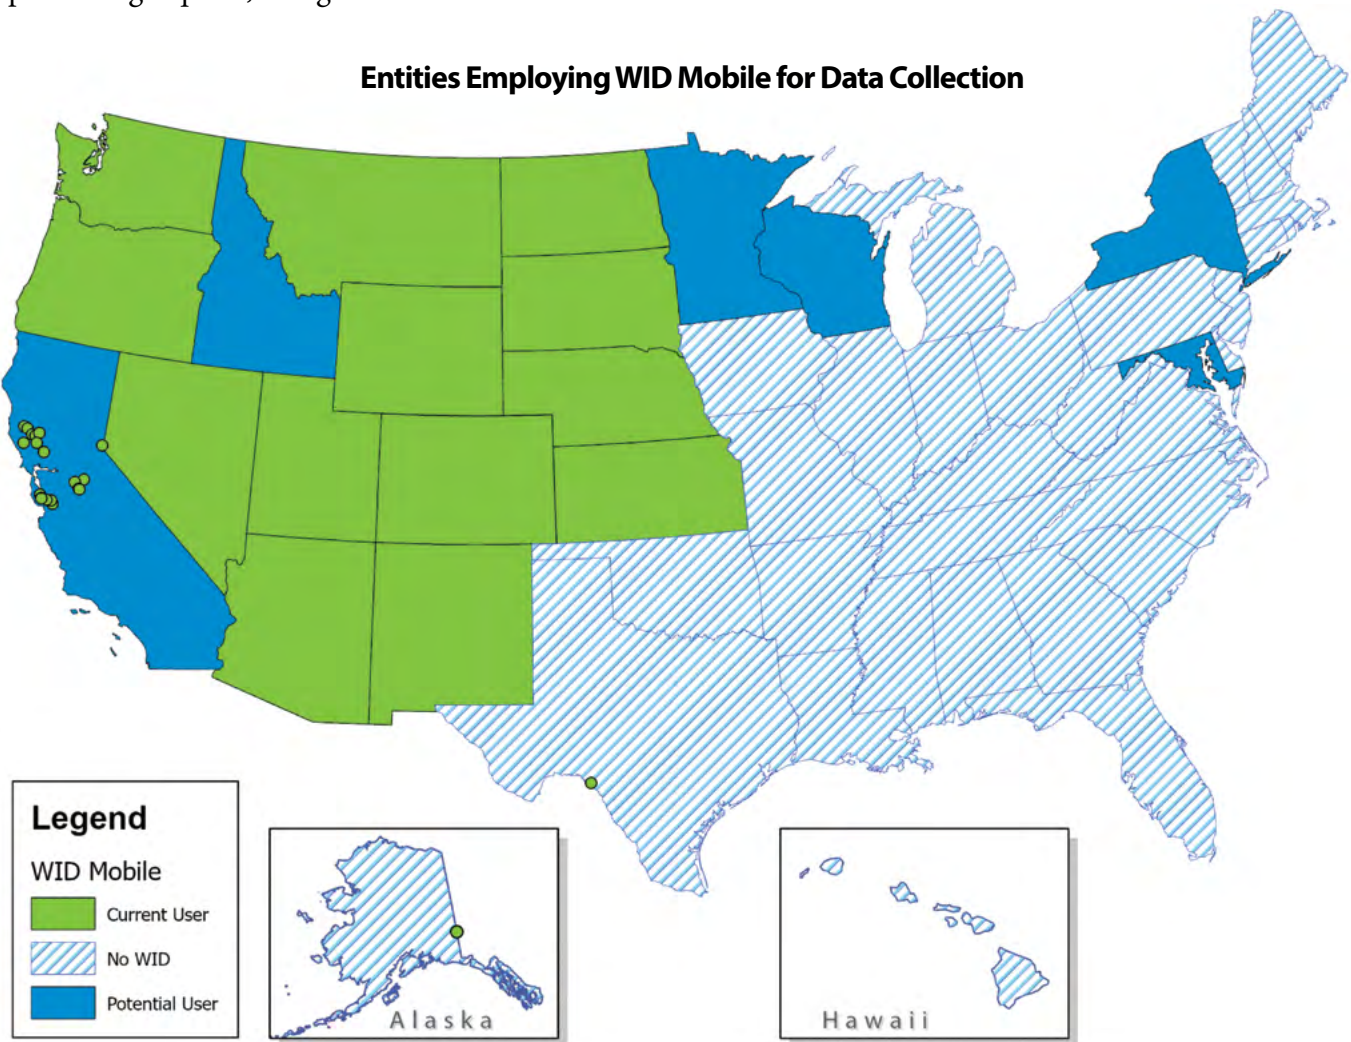 Entities Employing WID Mobile for Data Collection
Legend
WID Mobile
Current User
No WID
Potential User
Alaska
Hawaii